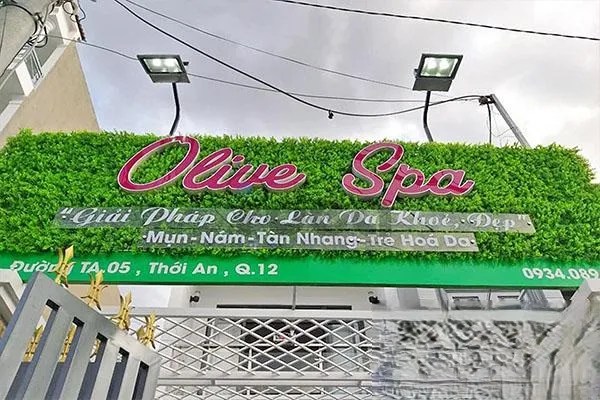 Olive Spa
"Giải Pháp Cho Làn Da Khoẻ, Đẹp"
Mụn-Nám-Tàn Nhang-Trẻ Hoá Da
Đường TA.05 , Thới An , Q.12 0934.089